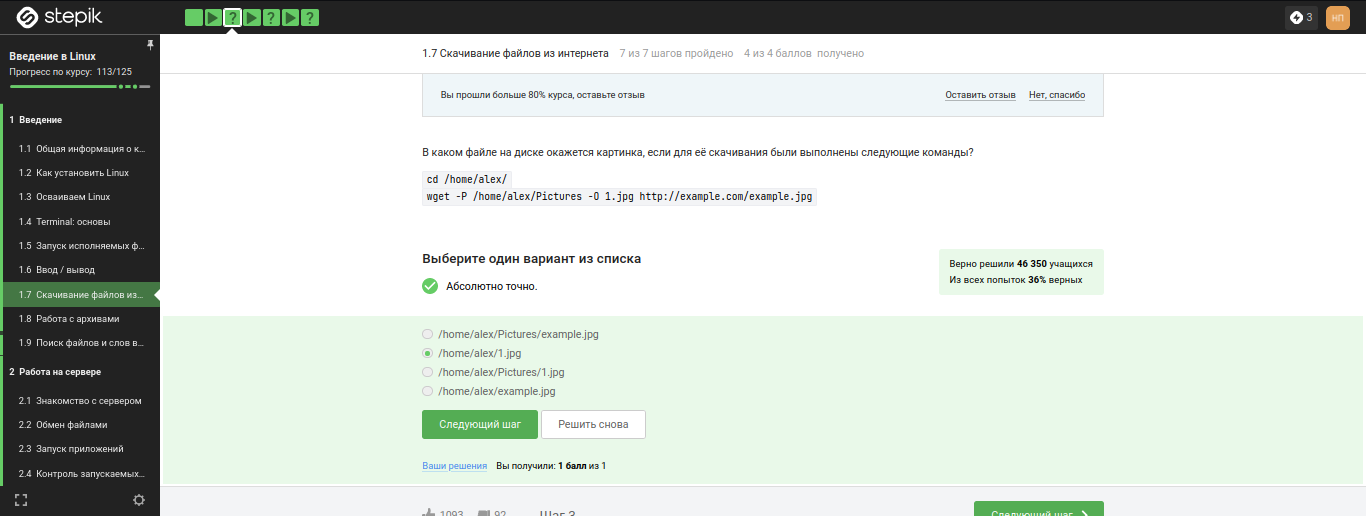 stepik
? ? ?
3
НП
Введение в Linux
Прогресс по курсу: 113/125
1 Введение
1.1 Общая информация о к...
1.2 Как установить Linux
1.3 Осваиваем Linux
1.4 Terminal: основы
1.5 Запуск исполняемых ф...
1.6 Ввод / вывод
1.7 Скачивание файлов из...
1.8 Работа с архивами
1.9 Поиск файлов и слов в...
2 Работа на сервере
2.1 Знакомство с сервером
2.2 Обмен файлами
2.3 Запуск приложений
2.4 Контроль запускаемых...
1.7 Скачивание файлов из интернета 7 из 7 шагов пройдено 4 из 4 баллов получено
Вы прошли больше 80% курса, оставьте отзыв Оставить отзыв Нет, спасибо
В каком файле на диске окажется картинка, если для её скачивания были выполнены следующие команды?
cd /home/alex/
wget -P /home/alex/Pictures -O 1.jpg http://example.com/example.jpg
Выберите один вариант из списка
Абсолютно точно.
Верно решили 46 350 учащихся
Из всех попыток 36% верных
/home/alex/Pictures/example.jpg
/home/alex/1.jpg
/home/alex/Pictures/1.jpg
/home/alex/example.jpg
Следующий шаг Решить снова
Ваши решения Вы получили: 1 балл из 1
1093 92 Шаг 3 Следующий шаг